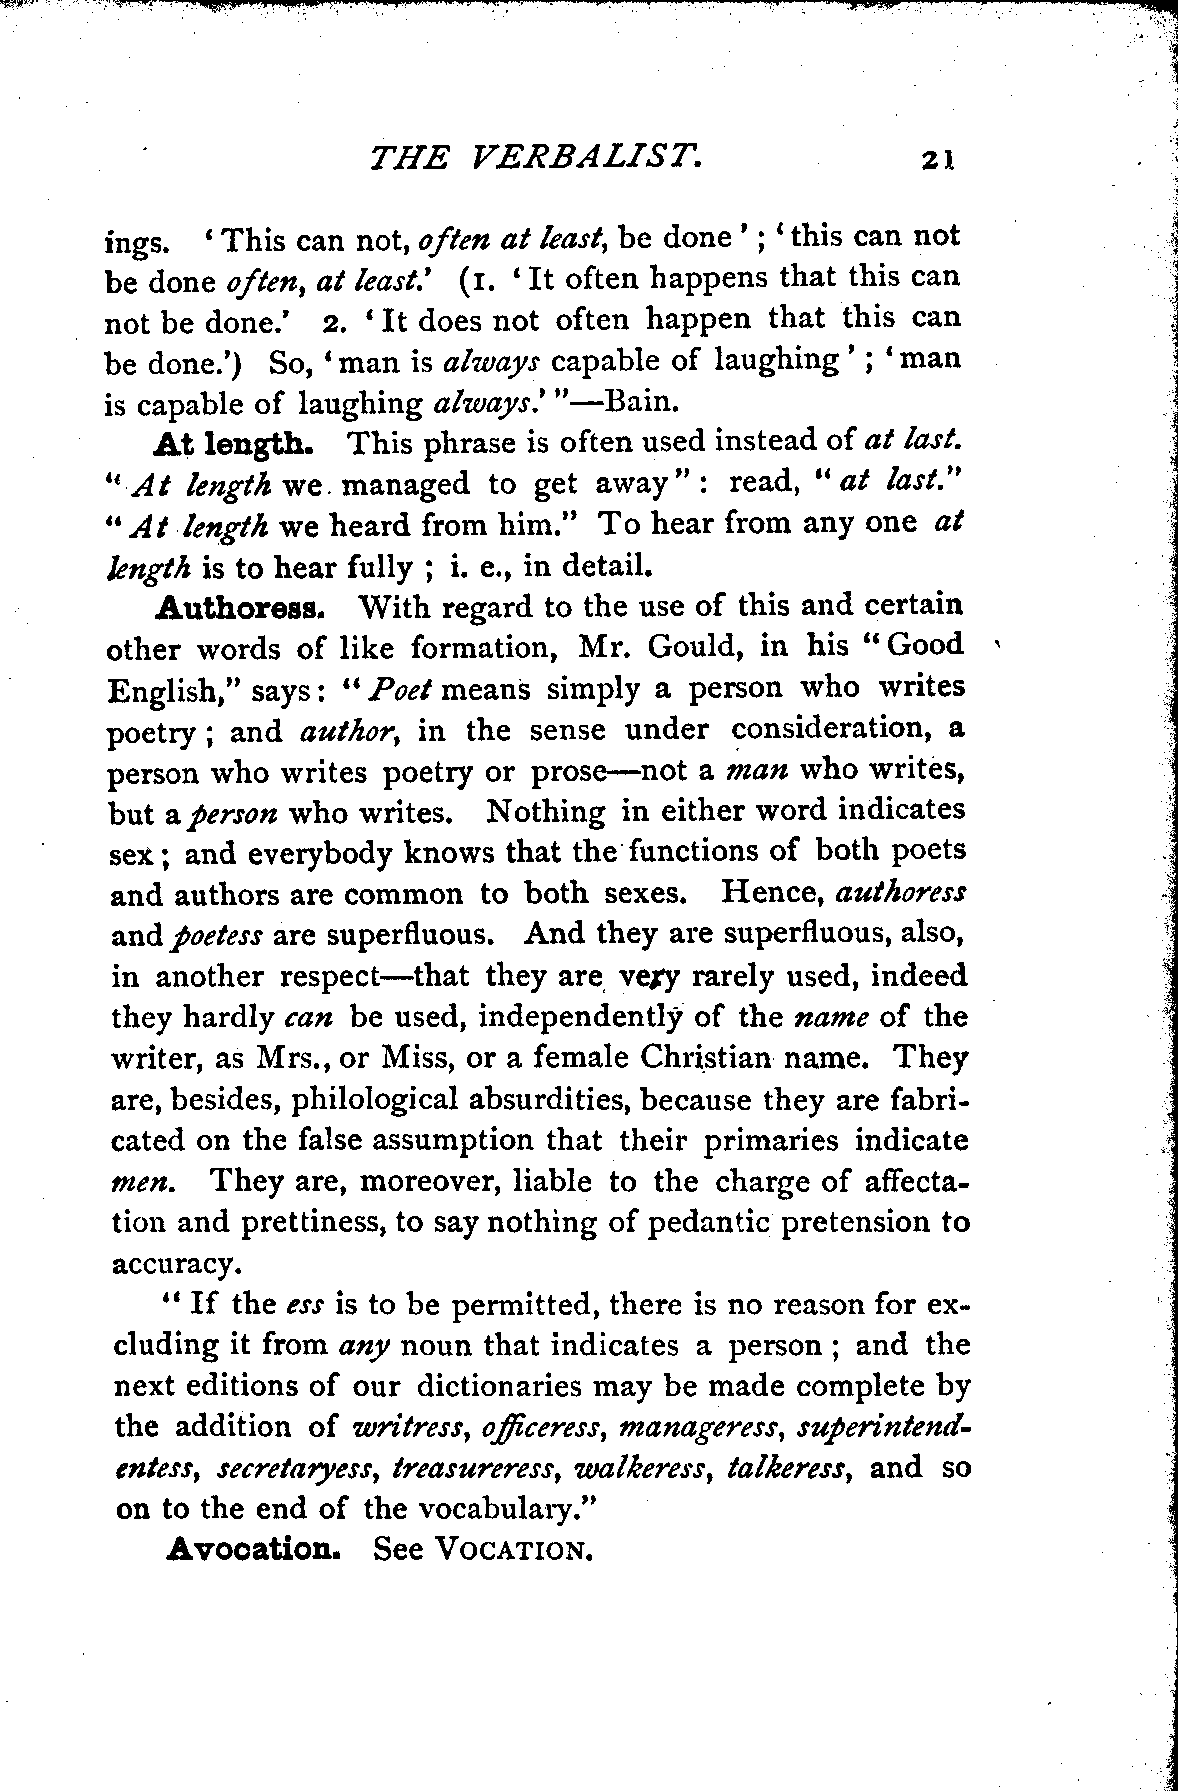 THE VERBALIST. 21
ings. ‘This can not, often at least, be done’; ‘this can not
be done often, at least.’ (1. ‘It often happens that this can
not be done.’ 2. ‘It does not often happen that this can
be done.’) So, ‘man is always capable of laughing’; ‘man
is capable of laughing always.’”—Bain.
At length. This phrase is often used instead of at last.
“At length we managed to get away”: read, “at last.”
“At length we heard from him.” To hear from any one at
length is to hear fully; i. e., in detail.
Authoress. With regard to the use of this and certain
other words of like formation, Mr. Gould, in his “Good
English,” says: “Poet means simply a person who writes
poetry; and author, in the sense under consideration, a
person who writes poetry or prose—not a man who writes,
but a person who writes. Nothing in either word indicates
sex; and everybody knows that the functions of both poets
and authors are common to both sexes. Hence, authoress
and poetess are superfluous. And they are superfluous, also,
in another respect—that they are very rarely used, indeed
they hardly can be used, independently of the name of the
writer, as Mrs., or Miss, or a female Christian name. They
are, besides, philological absurdities, because they are fabri-
cated on the false assumption that their primaries indicate
men. They are, moreover, liable to the charge of affecta-
tion and prettiness, to say nothing of pedantic pretension to
accuracy.
“If the ess is to be permitted, there is no reason for ex-
cluding it from any noun that indicates a person; and the
next editions of our dictionaries may be made complete by
the addition of writress, officeress, manageress, superintend-
entess, secretaryess, treasureress, walkeress, talkeress, and so
on to the end of the vocabulary.”
Avocation. See VOCATION.